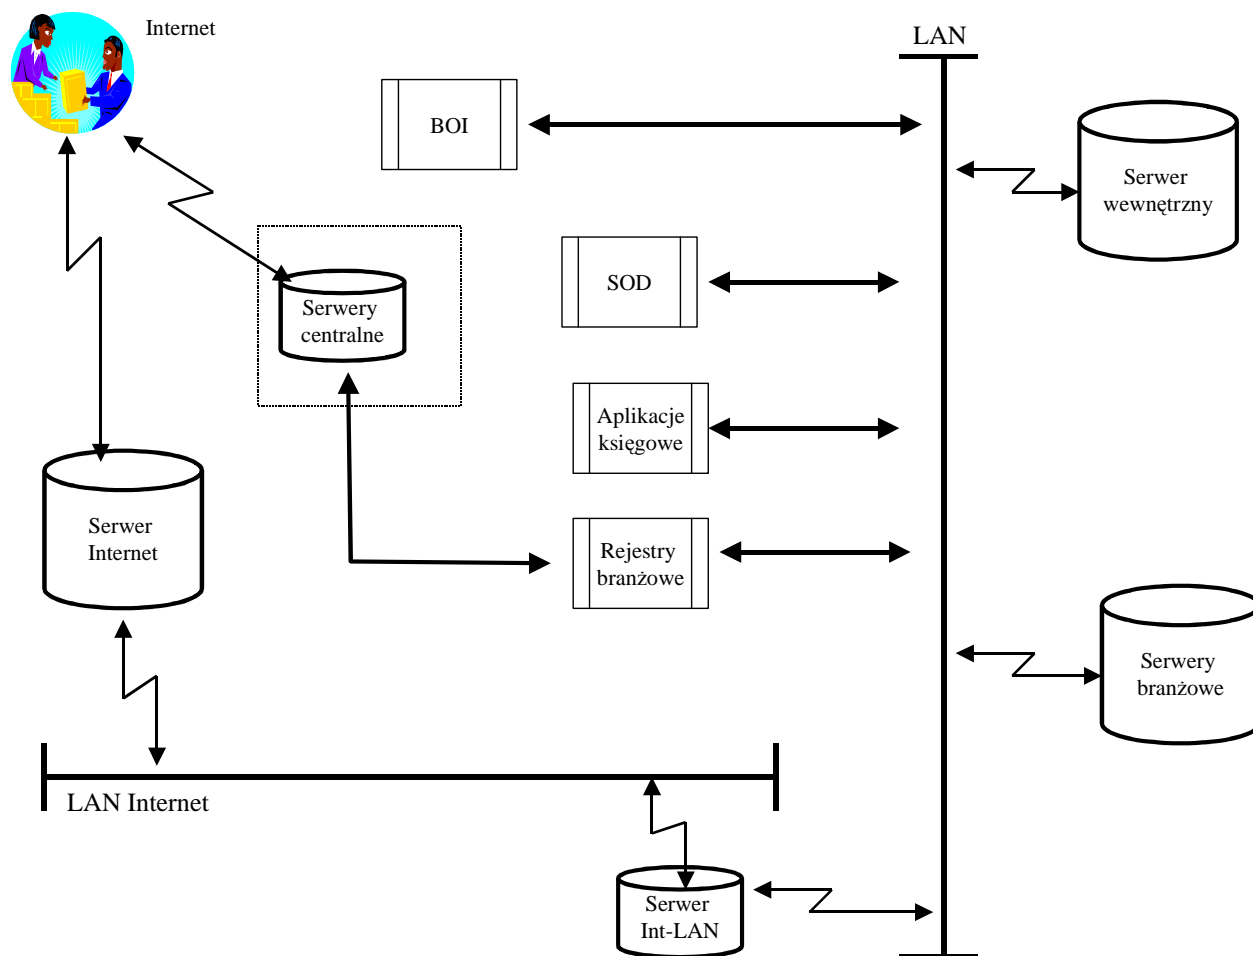 Internet
LAN
BOI
Serwer
wewnętrzny
SOD
Serwery
centralne
Aplikacje
księgowe
Serwer
Internet
Rejestry
branżowe
Serwery
branżowe
LAN Internet
Serwer
Int-LAN